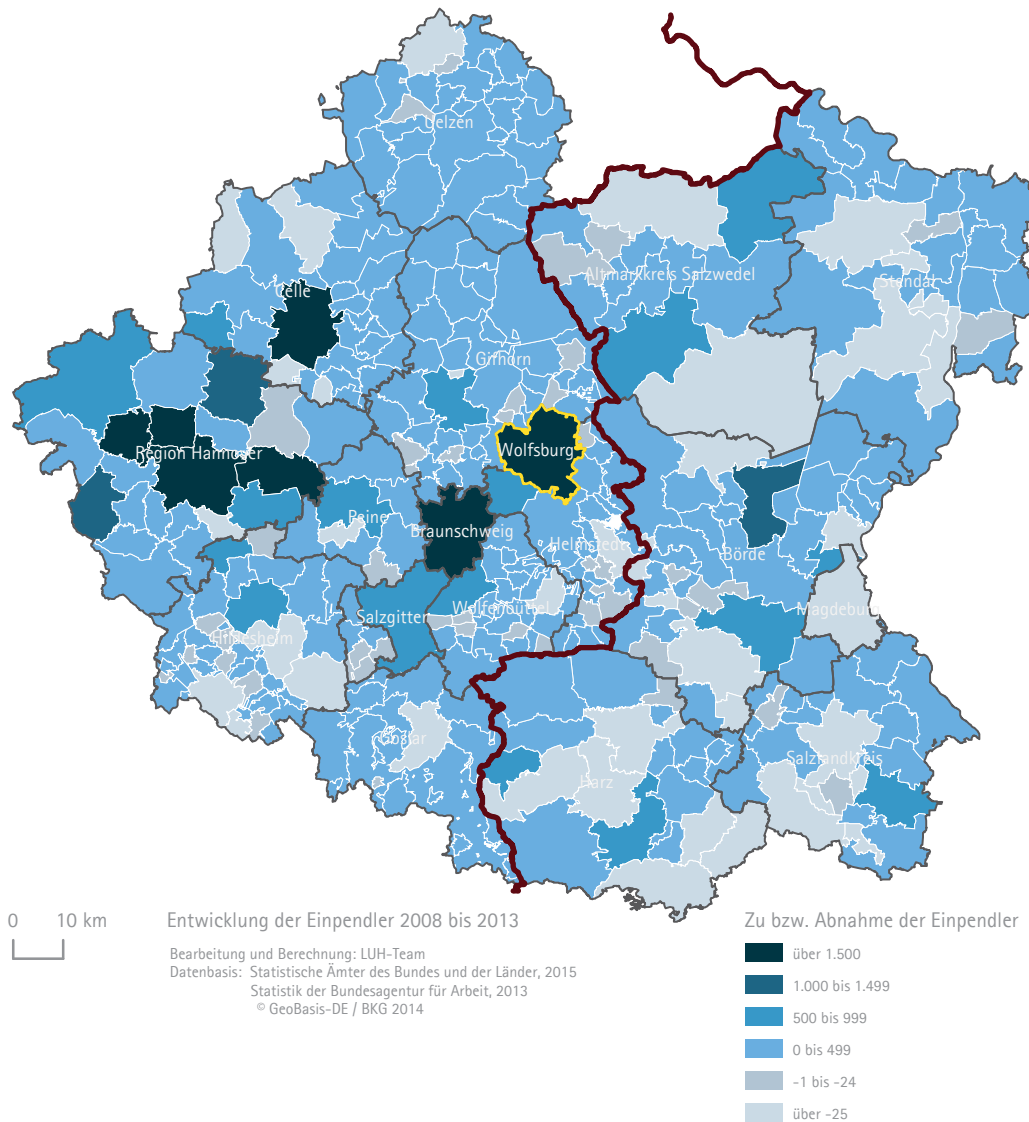 Uelzen
Altmarkkreis Salzwedel
Stendal
Celle
Gifhorn
Region Hannover
Wolfsburg
Peine
Braunschweig
Helmstedt
Börde
Salzgitter
Wolfenbüttel
Magdeburg
Hildesheim
Goslar
Harz
Salzlandkreis
0 10 km
Entwicklung der Einpendler 2008 bis 2013
Bearbeitung und Berechnung: LUH-Team
Datenbasis: Statistische Ämter des Bundes und der Länder, 2015
Statistik der Bundesagentur für Arbeit, 2013
© GeoBasis-DE / BKG 2014
Zu bzw. Abnahme der Einpendler
über 1.500
1.000 bis 1.499
500 bis 999
0 bis 499
-1 bis -24
über -25